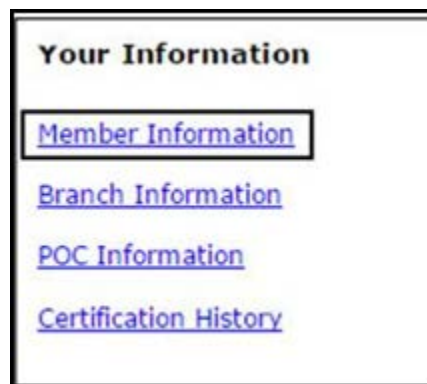 Your Information
Member Information
Branch Information
POC Information
Certification History